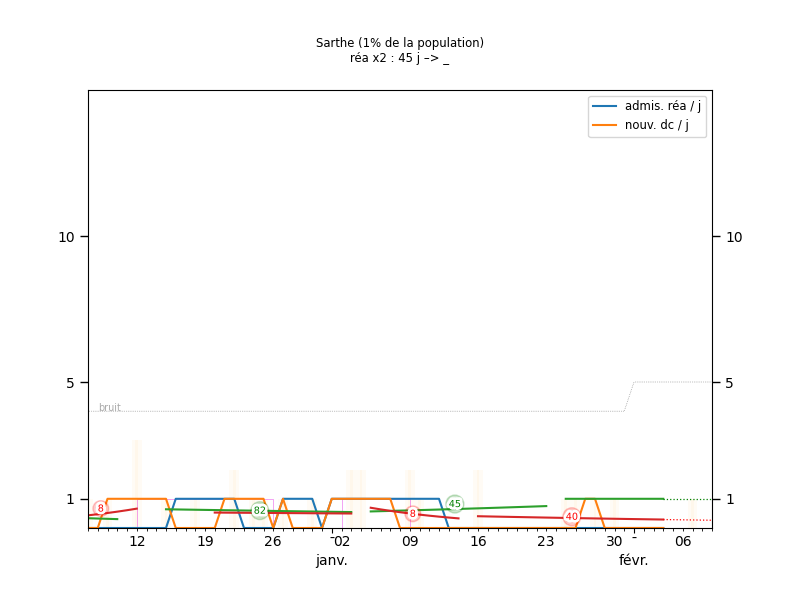 Sarthe (1% de la population)
réa x2 : 45 j –> _
admis. réa / j
nouv. dc / j
10 10
5 5
bruit
1 1
8 82 8 45 40
12 19 26 02 09 16 23 30 06
janv. févr.